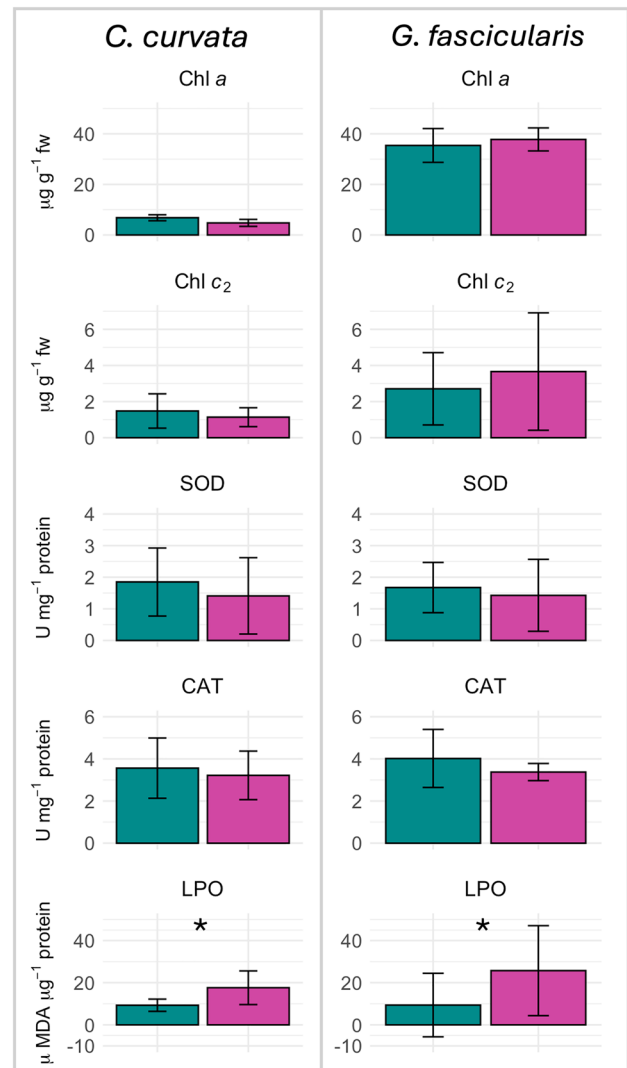 C. curvata
G. fascicularis
Chl a
Chl a
μg g⁻¹ fw
40
20
0
40
20
0
Chl c₂
Chl c₂
μg g⁻¹ fw
6
4
2
0
6
4
2
0
SOD
SOD
U mg⁻¹ protein
4
3
2
1
0
4
3
2
1
0
CAT
CAT
U mg⁻¹ protein
6
4
2
0
6
4
2
0
LPO
LPO
μ MDA μg⁻¹ protein
*
*
40
20
0
-10
40
20
0
-10